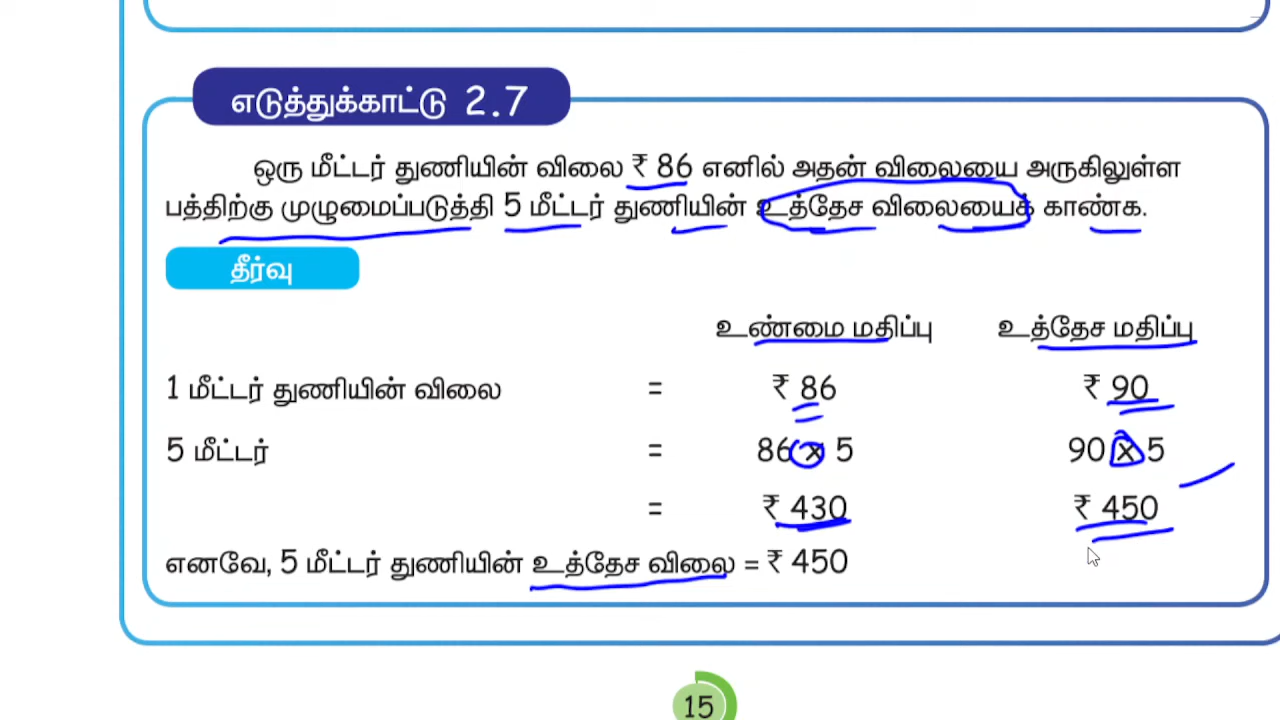 எடுத்துக்காட்டு 2.7
ஒரு மீட்டர் துணியின் விலை ₹ 86 எனில் அதன் விலையை அருகிலுள்ள
பத்திற்கு முழுமைப்படுத்தி 5 மீட்டர் துணியின் உத்தேச விலையைக் காண்க.
தீர்வு
உண்மை மதிப்பு உத்தேச மதிப்பு
1 மீட்டர் துணியின் விலை = ₹ 86 ₹ 90
5 மீட்டர் = 86 x 5 90 x 5
= ₹ 430 ₹ 450
எனவே, 5 மீட்டர் துணியின் உத்தேச விலை = ₹ 450
15